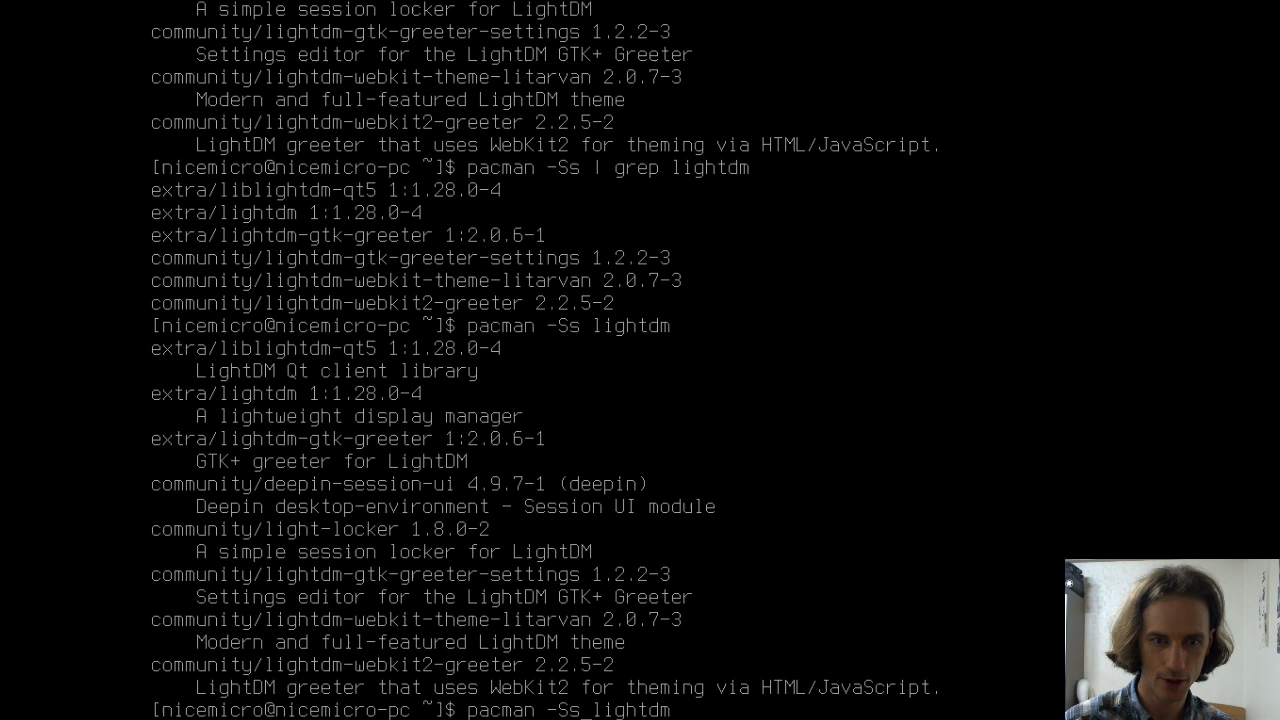 A simple session locker for LightDM
community/lightdm-gtk-greeter-settings 1.2.2-3
Settings editor for the LightDM GTK+ Greeter
community/lightdm-webkit-theme-litarvan 2.0.7-3
Modern and full-featured LightDM theme
community/lightdm-webkit2-greeter 2.2.5-2
LightDM greeter that uses WebKit2 for theming via HTML/JavaScript.
[nicemicro@nicemicro-pc ~]$ pacman -Ss | grep lightdm
extra/liblightdm-qt5 1:1.28.0-4
extra/lightdm 1:1.28.0-4
extra/lightdm-gtk-greeter 1:2.0.6-1
community/lightdm-gtk-greeter-settings 1.2.2-3
community/lightdm-webkit-theme-litarvan 2.0.7-3
community/lightdm-webkit2-greeter 2.2.5-2
[nicemicro@nicemicro-pc ~]$ pacman -Ss lightdm
extra/liblightdm-qt5 1:1.28.0-4
LightDM Qt client library
extra/lightdm 1:1.28.0-4
A lightweight display manager
extra/lightdm-gtk-greeter 1:2.0.6-1
GTK+ greeter for LightDM
community/deepin-session-ui 4.9.7-1 (deepin)
Deepin desktop-environment - Session UI module
community/light-locker 1.8.0-2
A simple session locker for LightDM
community/lightdm-gtk-greeter-settings 1.2.2-3
Settings editor for the LightDM GTK+ Greeter
community/lightdm-webkit-theme-litarvan 2.0.7-3
Modern and full-featured LightDM theme
community/lightdm-webkit2-greeter 2.2.5-2
LightDM greeter that uses WebKit2 for theming via HTML/JavaScript.
[nicemicro@nicemicro-pc ~]$ pacman -Ss_lightdm